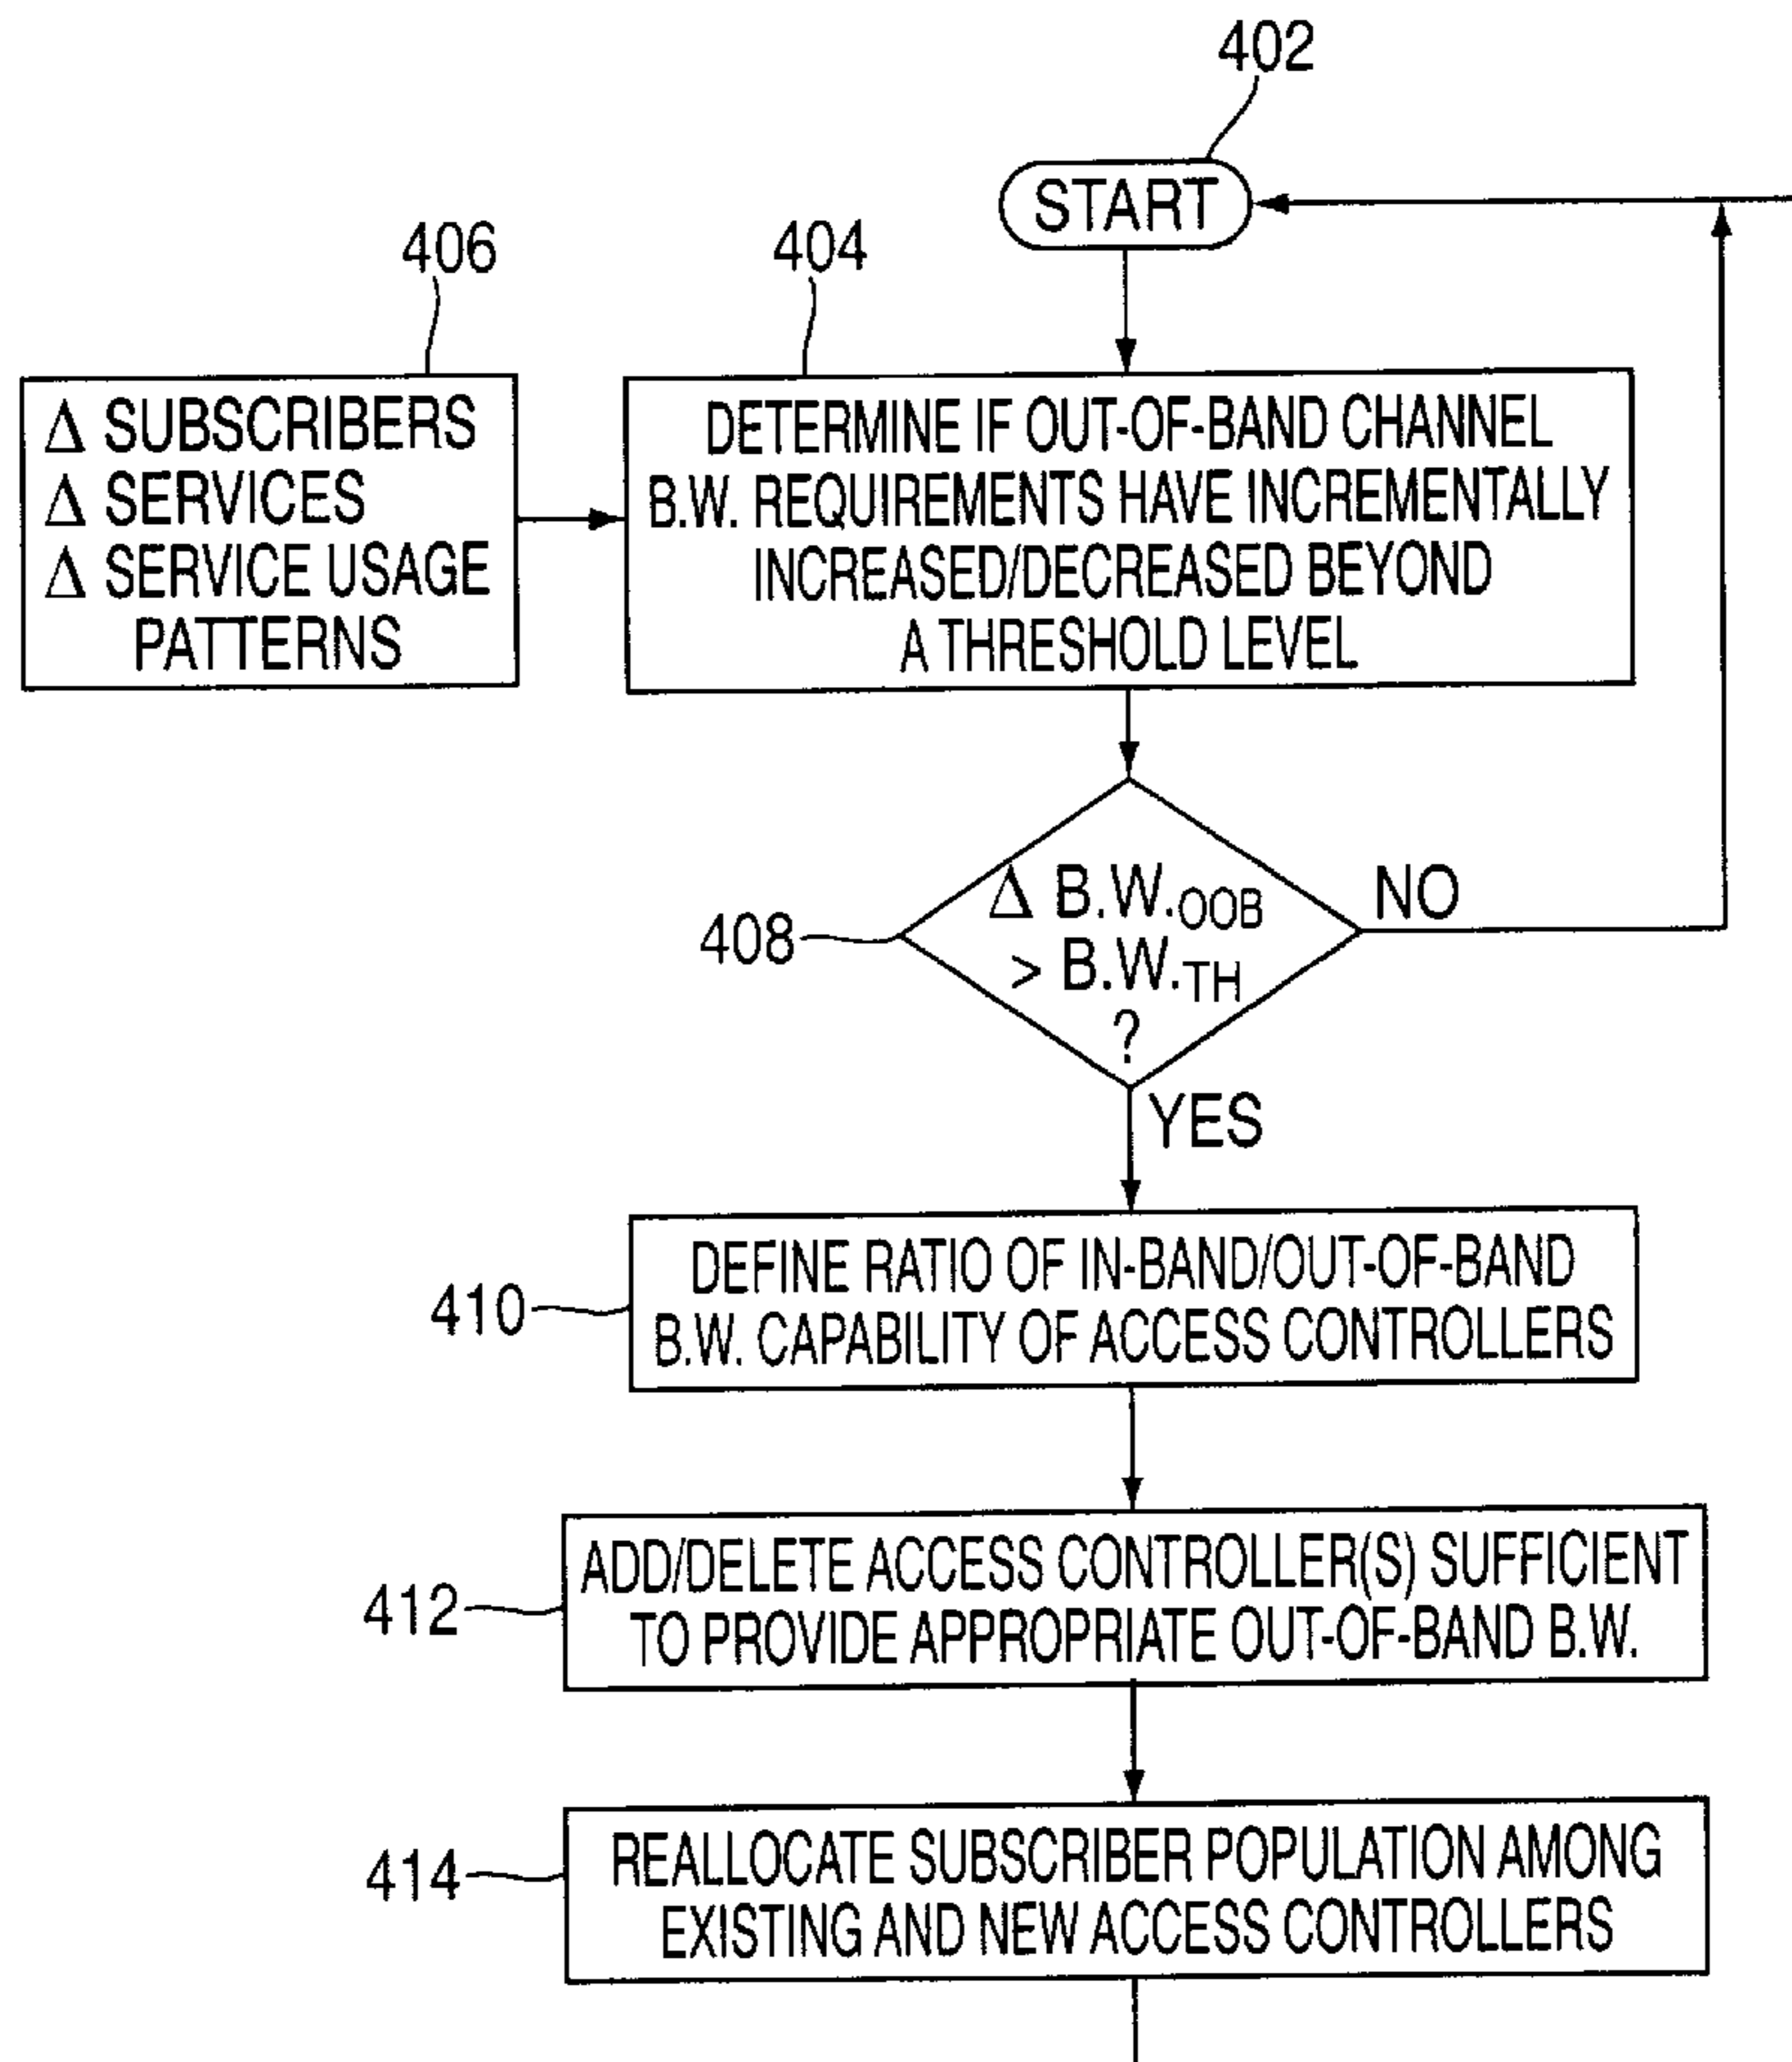 402
START
406
404
Δ SUBSCRIBERS
Δ SERVICES
Δ SERVICE USAGE
PATTERNS
DETERMINE IF OUT-OF-BAND CHANNEL
B.W. REQUIREMENTS HAVE INCREMENTALLY
INCREASED/DECREASED BEYOND
A THRESHOLD LEVEL
408
Δ B.W.OOB
> B.W.TH
?
NO
YES
410
DEFINE RATIO OF IN-BAND/OUT-OF-BAND
B.W. CAPABILITY OF ACCESS CONTROLLERS
412
ADD/DELETE ACCESS CONTROLLER(S) SUFFICIENT
TO PROVIDE APPROPRIATE OUT-OF-BAND B.W.
414
REALLOCATE SUBSCRIBER POPULATION AMONG
EXISTING AND NEW ACCESS CONTROLLERS